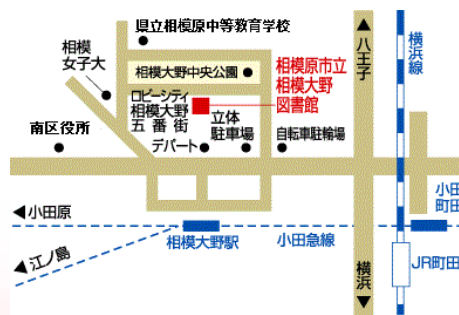 県立相模原中等教育学校
相模
女子大
相模大野中央公園
相模原市立
相模大野
図書館
ロビーシティ
相模大野
五番街
立体
駐車場
デパート
自転車駐輪場
南区役所
八王子
横浜線
小田原
江ノ島
相模大野駅
小田急線
横浜
小田
町田
JR町田